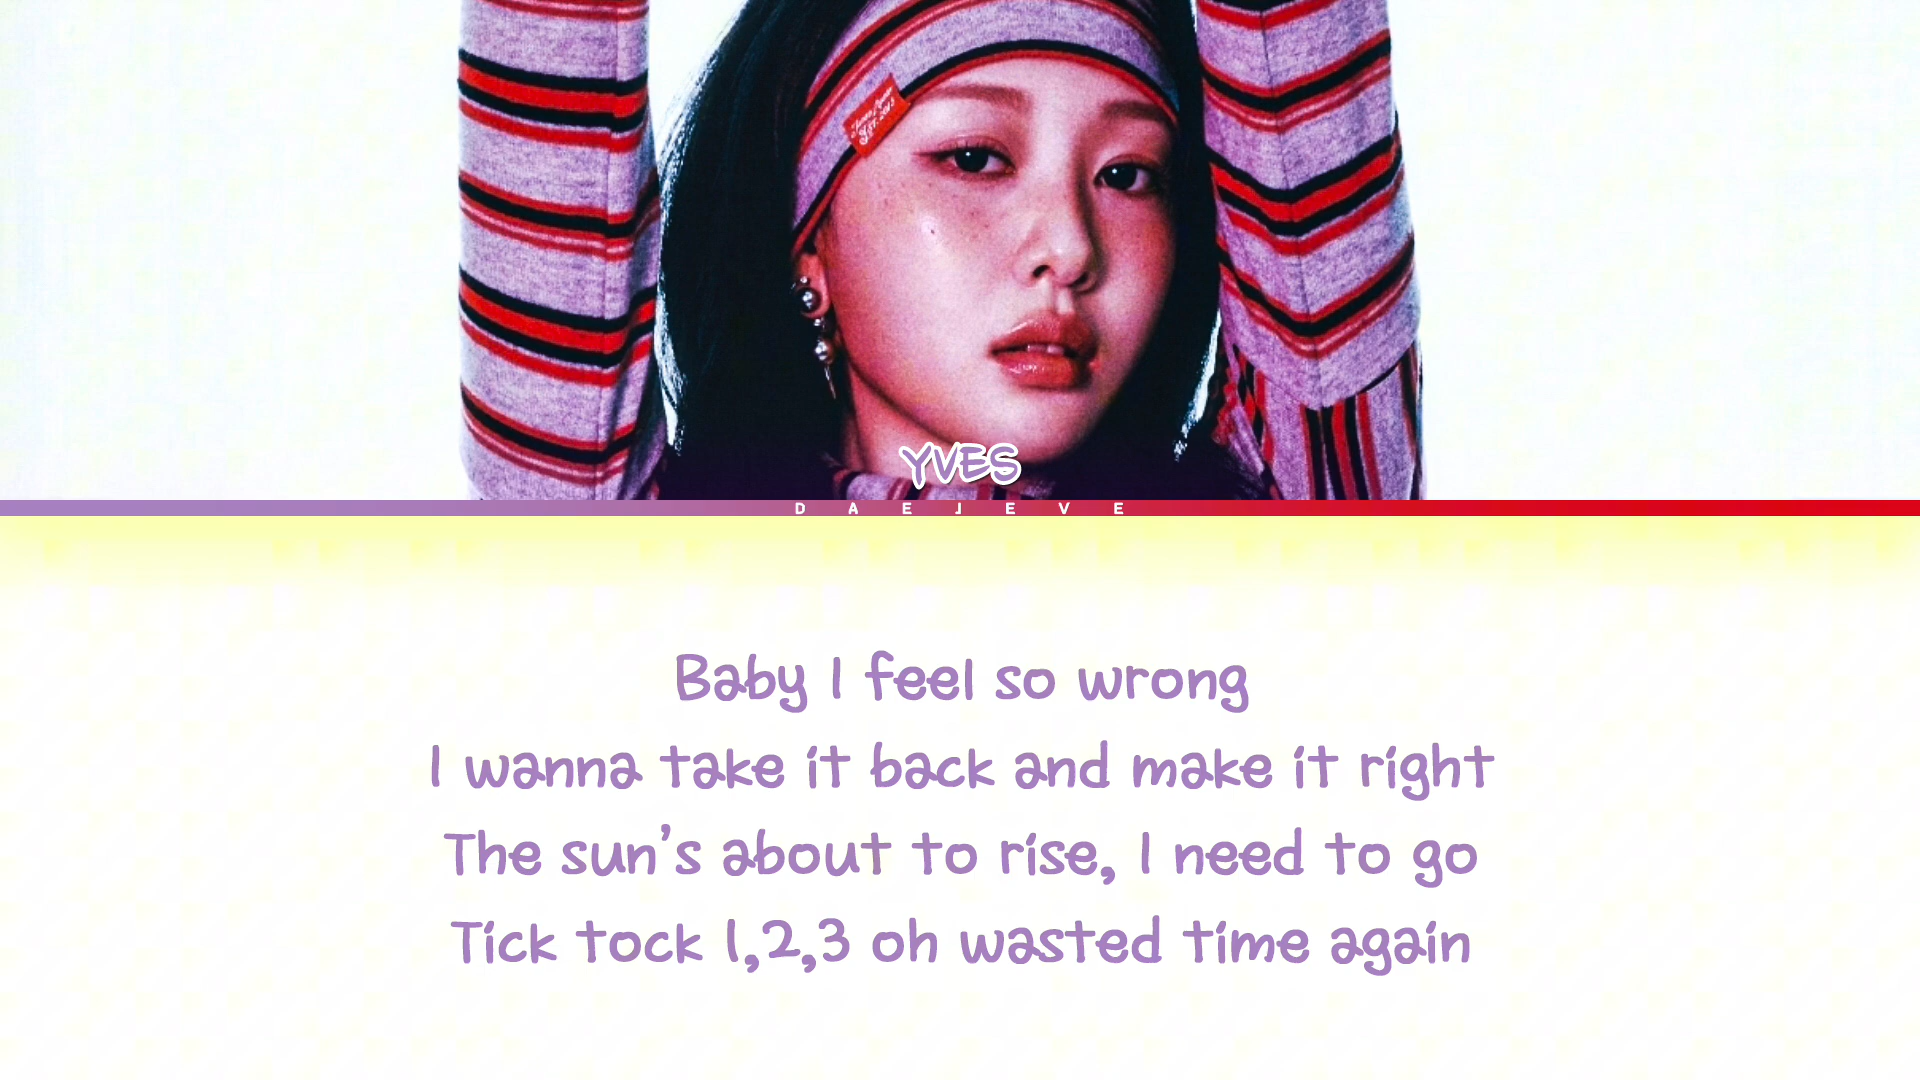 YVES
DAEJEVE
Baby I feel so wrong
I wanna take it back and make it right
The sun's about to rise, I need to go
Tick tock 1,2,3 oh wasted time again